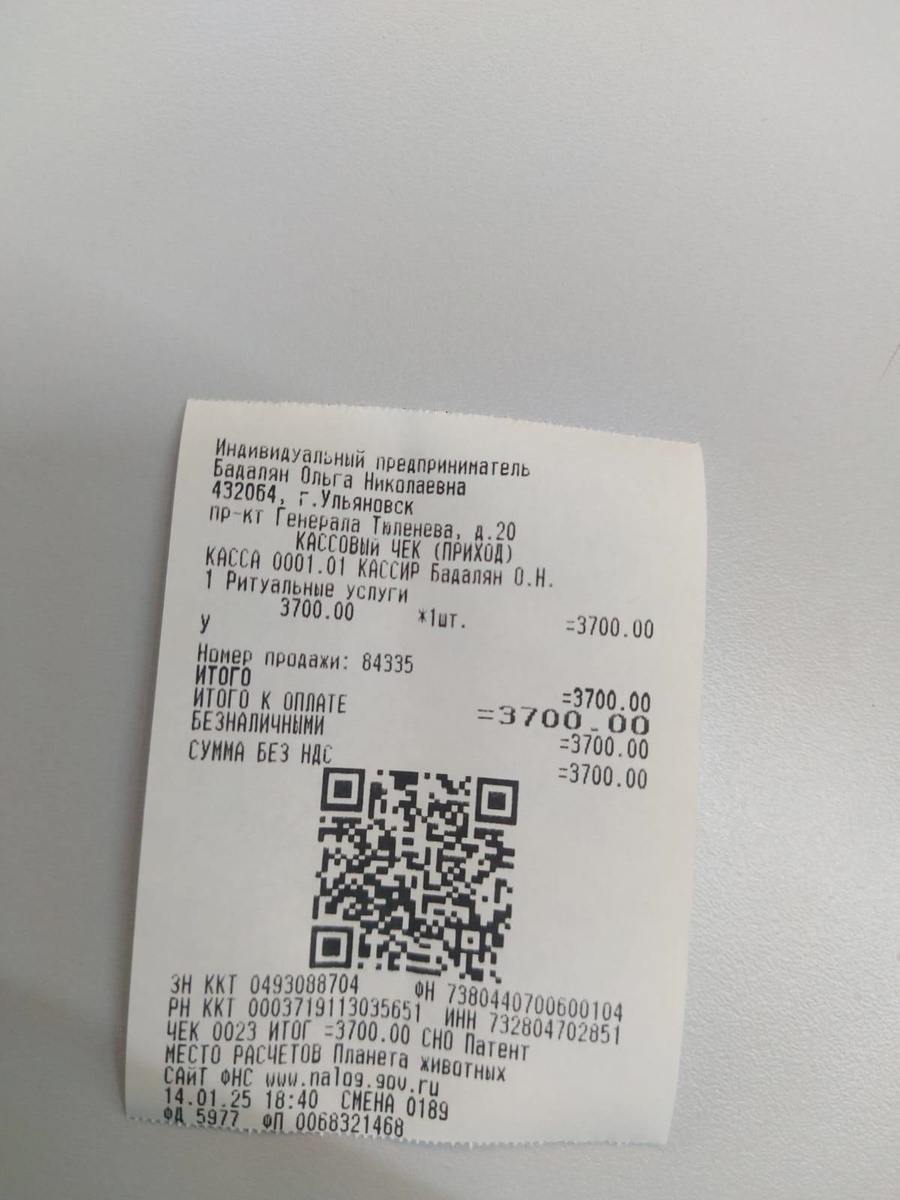 Индивидуальный предприниматель
Бадалян Ольга Николаевна
432064, г.Ульяновск
пр-кт Генерала Тюленева, д.20
КАССОВЫЙ ЧЕК (ПРИХОД)
КАССА 0001.01 КАССИР Бадалян О.Н.
1 Ритуальные услуги
3700.00 *1шт. =3700.00
У
Номер продажи: 84335
ИТОГО =3700.00
ИТОГО К ОПЛАТЕ =3700.00
БЕЗНАЛИЧНЫМИ =3700.00
СУММА БЕЗ НДС =3700.00
ЗН ККТ 0493088704 ФН 7380440700600104
РН ККТ 0003719113035651 ИНН 732804702851
ЧЕК 0023 ИТОГ =3700.00 СНО Патент
МЕСТО РАСЧЕТОВ Планета животных
САЙТ ФНС www.nalog.gov.ru
14.01.25 18:40 СМЕНА 0189
ФД 5977 ФП 0068321468